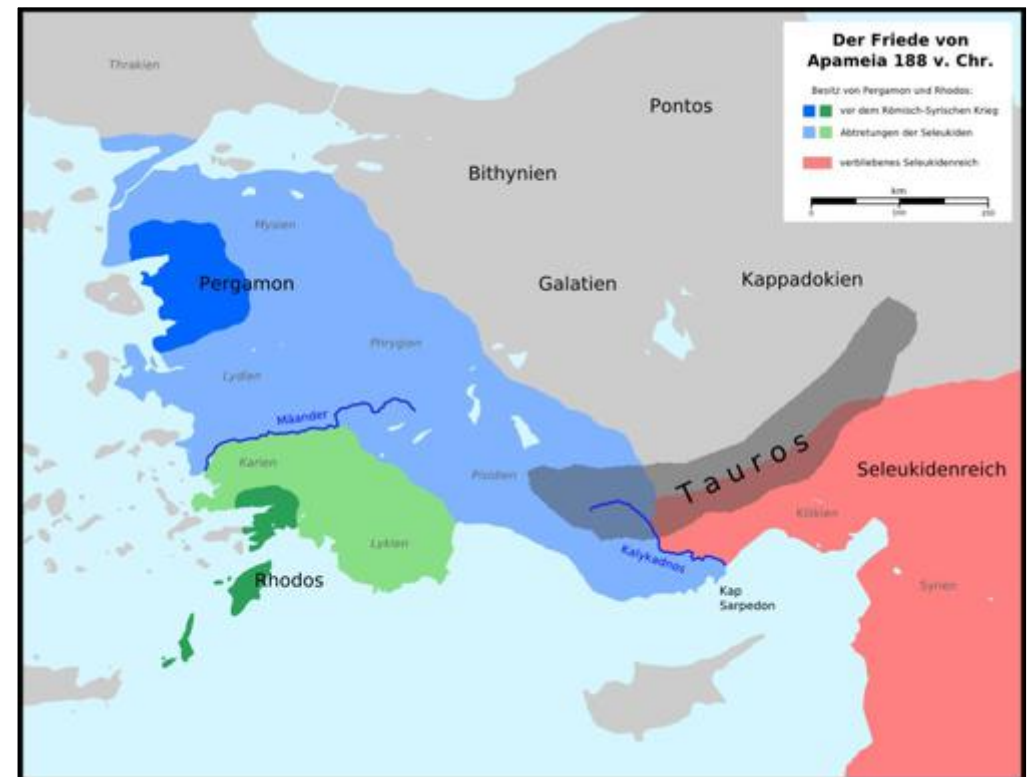 Der Friede von
Apameia 188 v. Chr.
Besitz von Pergamon und Rhodos:
vor dem Römisch-Syrischen Krieg
Abtretungen der Seleukiden
verbliebenes Seleukidenreich
km
0 100 200
Thrakien
Pontos
Bithynien
Mysien
Pergamon
Galatien
Kappadokien
Phrygien
Lydien
Mäander
Karien
Pisidien
Tauros
Seleukidenreich
Kilikien
Lykien
Kalykadnos
Rhodos
Kap
Sarpedon
Syrien